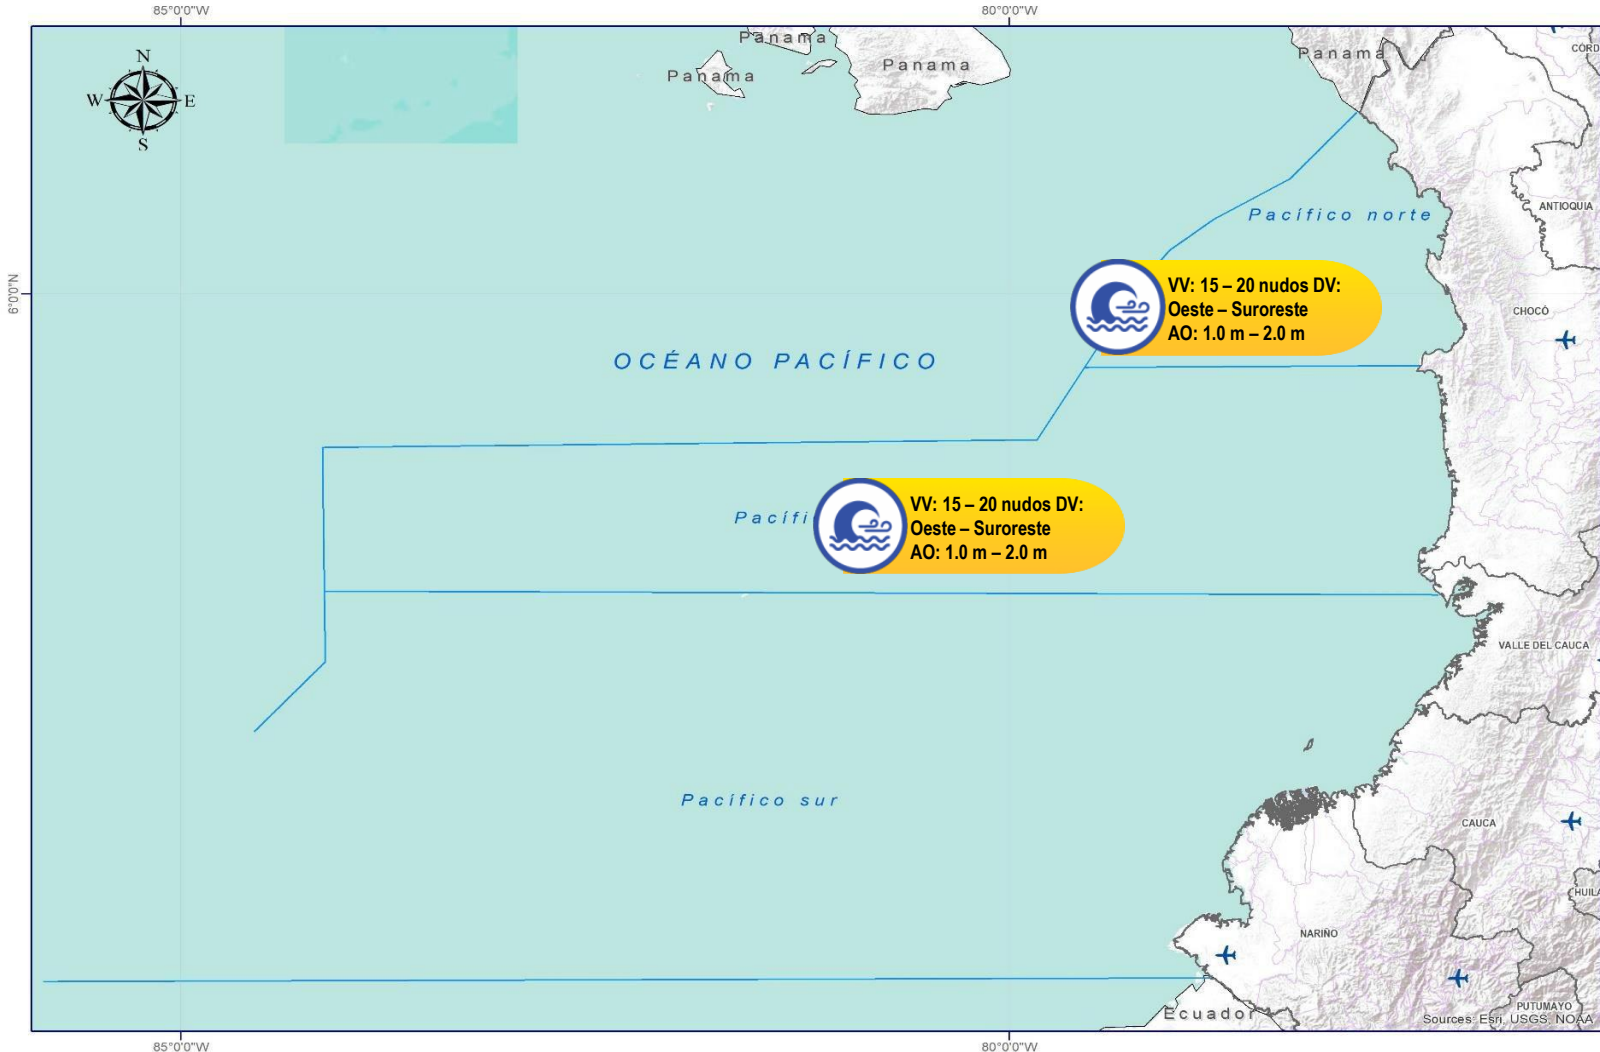 85°0'0"W
80°0'0"W
N
W
E
S
Panama
Panama
Panama
Panama
ANTIOQUIA
Pacífico norte
6°0'0"N
VV: 15 – 20 nudos DV:
Oeste – Suroreste
AO: 1.0 m – 2.0 m
CHOCÓ
OCÉANO PACÍFICO
Pacífi
VV: 15 – 20 nudos DV:
Oeste – Suroreste
AO: 1.0 m – 2.0 m
VALLE DEL CAUCA
Pacífico sur
CAUCA
HUILA
NARIÑO
PUTUMAYO
Ecuador
Sources: Esri, USGS, NOAA
85°0'0"W
80°0'0"W